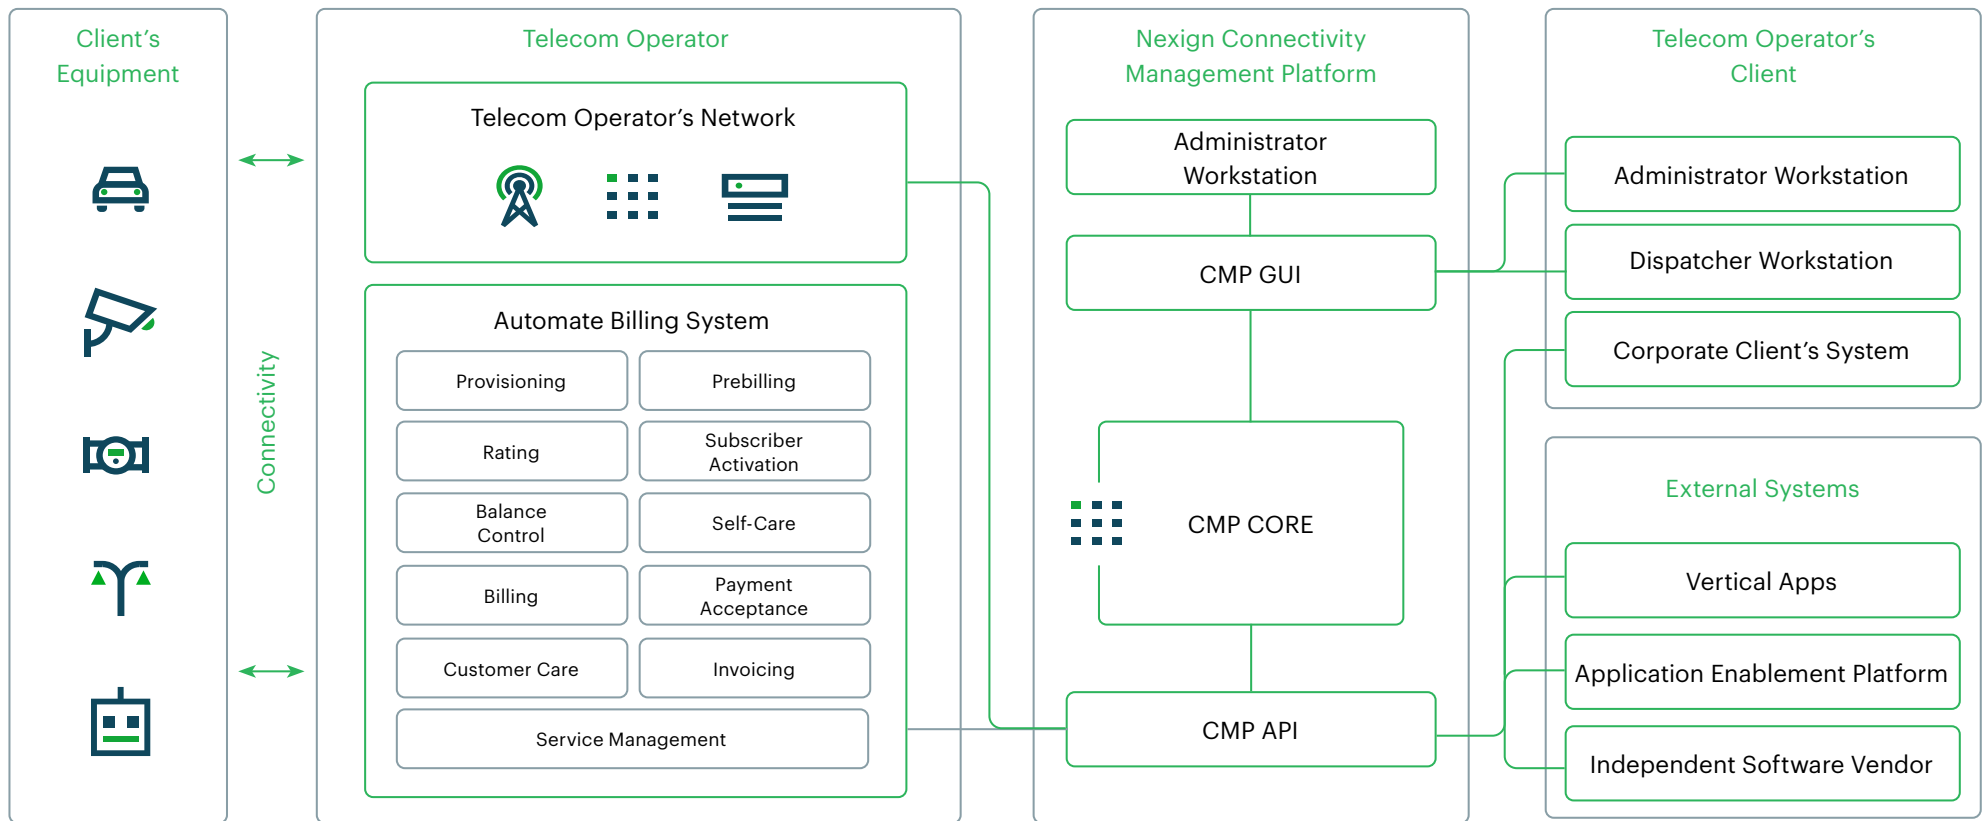 Client’s
Equipment
Connectivity
Telecom Operator
Telecom Operator’s Network
Automate Billing System
Provisioning
Prebilling
Rating
Subscriber
Activation
Balance
Control
Self-Care
Billing
Payment
Acceptance
Customer Care
Invoicing
Service Management
Nexign Connectivity
Management Platform
Administrator
Workstation
CMP GUI
CMP CORE
CMP API
Telecom Operator’s
Client
Administrator Workstation
Dispatcher Workstation
Corporate Client’s System
External Systems
Vertical Apps
Application Enablement Platform
Independent Software Vendor